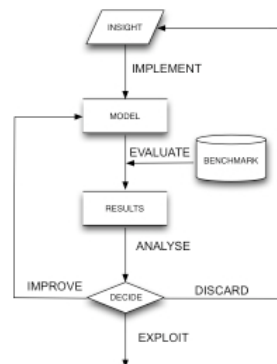 INSIGHT
IMPLEMENT
MODEL
EVALUATE
BENCHMARK
RESULTS
ANALYSE
IMPROVE
DECIDE
DISCARD
EXPLOIT